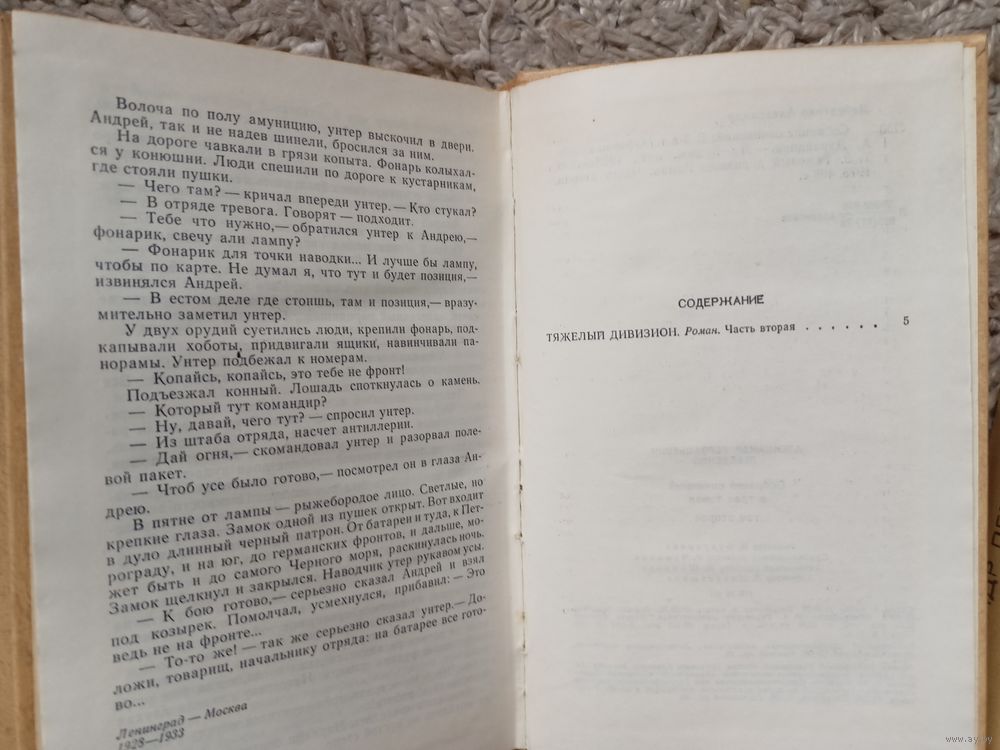 Волоча по полу амуницию, унтер выскочил в двери.
Андрей, так и не надев шинели, бросился за ним.
На дороге чавкали в грязи копыта. Фонарь колыхал-
ся у конюшни. Люди спешили по дороге к кустарникам,
где стояли пушки.
— Чего там? — кричал впереди унтер. — Кто стукал?
— В отряде тревога. Говорят — подходит.
— Тебе что нужно,— обратился унтер к Андрею,—
фонарик, свечу али лампу?
— Фонарик для точки наводки... И лучше бы лампу,
чтобы по карте. Не думал я, что тут и будет позиция,—
извинялся Андрей.
— В естом деле где стоишь, там и позиция,— вразу-
мительно заметил унтер.
У двух орудий суетились люди, крепили фонарь, под-
капывали хоботы, придвигали ящики, навинчивали па-
норамы. Унтер подбежал к номерам.
— Копайсь, копайсь, это тебе не фронт!
Подъезжал конный. Лошадь споткнулась о камень.
— Который тут командир?
— Ну, давай, чего тут? — спросил унтер.
— Из штаба отряда, насчет антиллерии.
— Дай огня,— скомандовал унтер и разорвал поле-
вой пакет.
— Чтоб усе было готово,— посмотрел он в глаза Ан-
дрею.
В пятне от лампы — рыжебородое лицо. Светлые, но
крепкие глаза. Замок одной из пушек открыт. Вот входит
в дуло длинный черный патрон. От батареи и туда, к Пет-
рограду, и на юг, до германских фронтов, и дальше, мо-
жет быть и до самого Черного моря, раскинулась ночь.
Замок щелкнул и закрылся. Наводчик утер рукавом усы.
— К бою готово,— серьезно сказал Андрей и взял
под козырек. Помолчал, усмехнулся, прибавил: — Это
ведь не на фронте...
— То-то же! — так же серьезно сказал унтер.— До-
ложи, товарищ, начальнику отряда: на батарее все гото-
во...
Ленинград — Москва
1928—1933
СОДЕРЖАНИЕ
ТЯЖЕЛЫЙ ДИВИЗИОН. Роман. Часть вторая . . . . . . 5
www.ay.by